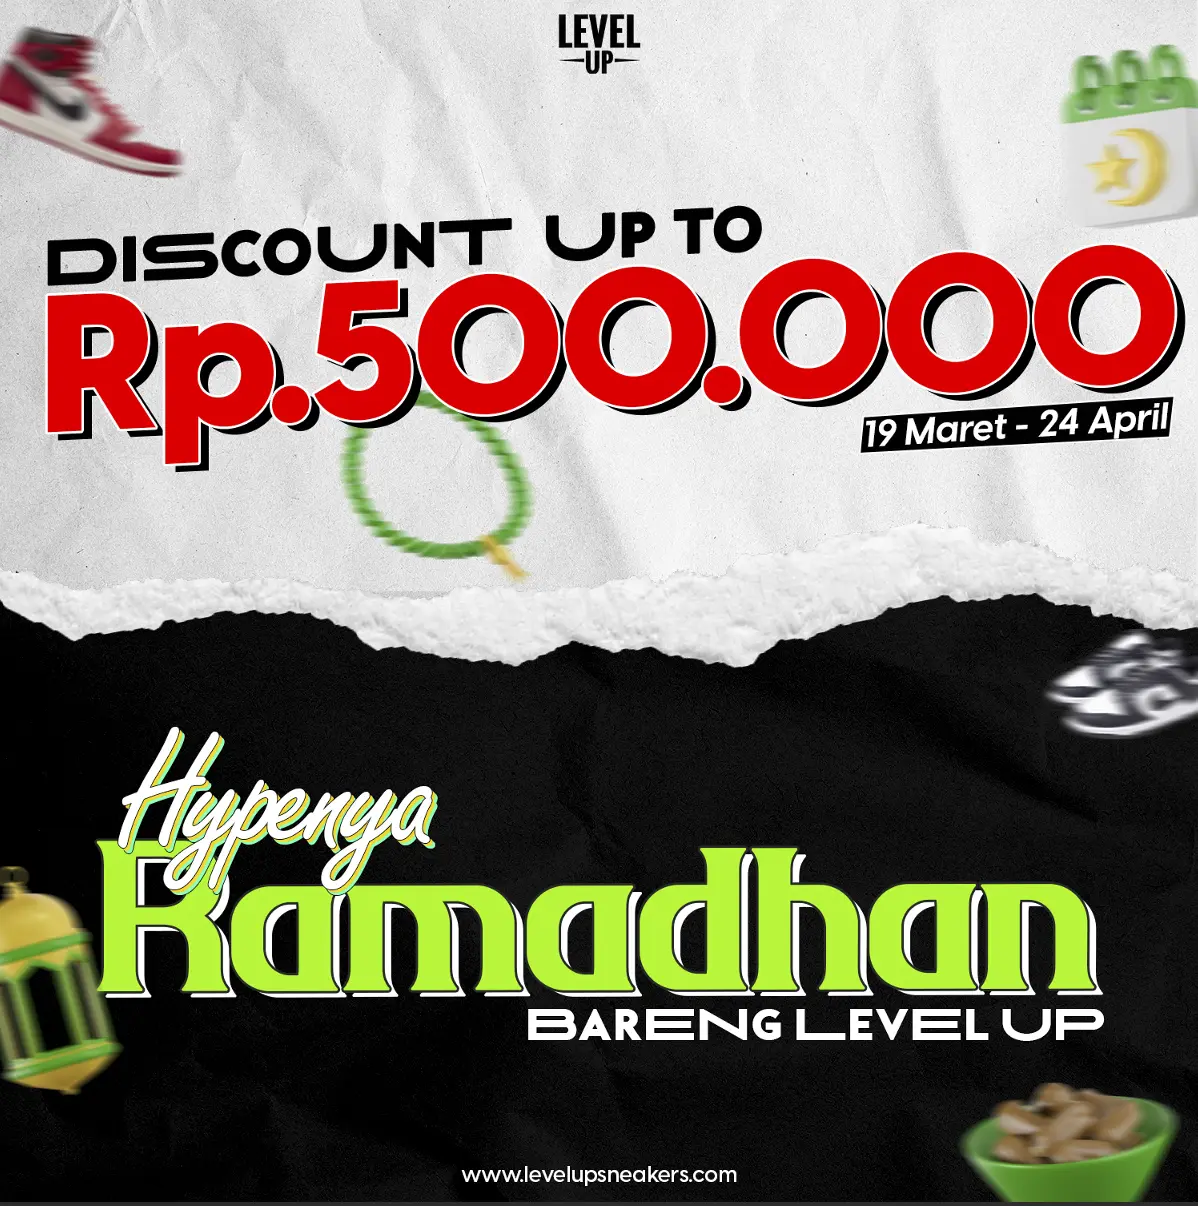 LEVEL
UP
DISCOUNT UP TO
Rp.500.000
19 Maret - 24 April
Hypenya
Ramadhan
BARENG LEVEL UP
www.levelupsneakers.com